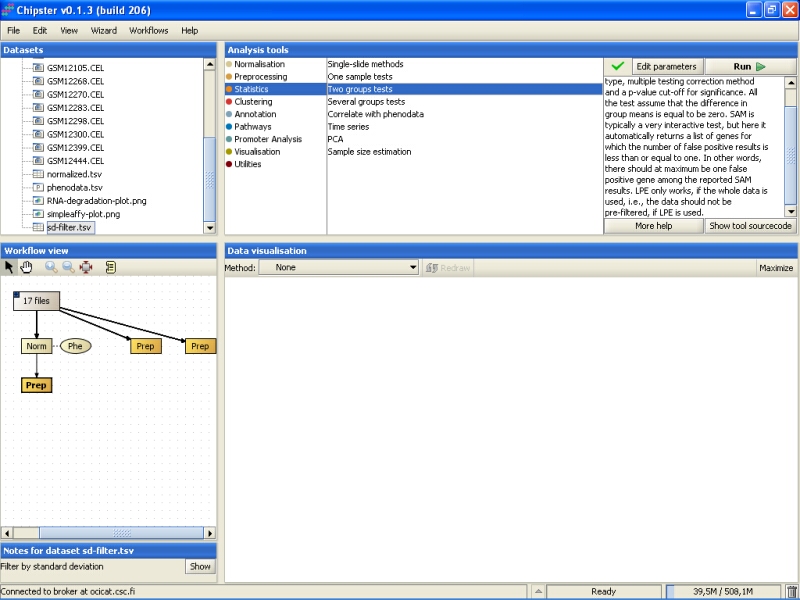 Chipster v0.1.3 (build 206)
File Edit View Wizard Workflows Help
Datasets
GSM12105.CEL
GSM12268.CEL
GSM12270.CEL
GSM12283.CEL
GSM12298.CEL
GSM12300.CEL
GSM12399.CEL
GSM12444.CEL
normalized.tsv
phenodata.tsv
RNA-degradation-plot.png
simpleaffy-plot.png
sd-filter.tsv
Analysis tools
Normalisation
Preprocessing
Statistics
Clustering
Annotation
Pathways
Promoter Analysis
Visualisation
Utilities
Single-slide methods
One sample tests
Two groups tests
Several groups tests
Correlate with phenodata
Time series
PCA
Sample size estimation
Edit parameters
Run
type, multiple testing correction method
and a p-value cut-off for significance. All
the test assume that the difference in
group means is equal to be zero. SAM is
typically a very interactive test, but here it
automatically returns a list of genes for
which the number of false positive results is
less than or equal to one. In other words,
there should at maximum be one false
positive gene among the reported SAM
results. LPE only works, if the whole data is
used, i.e., the data should not be
pre-filtered, if LPE is used.
More help
Show tool sourcecode
Workflow view
17 files
Norm
Phe
Prep
Prep
Prep
Data visualisation
Method:
None
Redraw
Maximize
Notes for dataset sd-filter.tsv
Filter by standard deviation
Show
Connected to broker at ocicat.csc.fi
Ready
39,5M / 508,1M